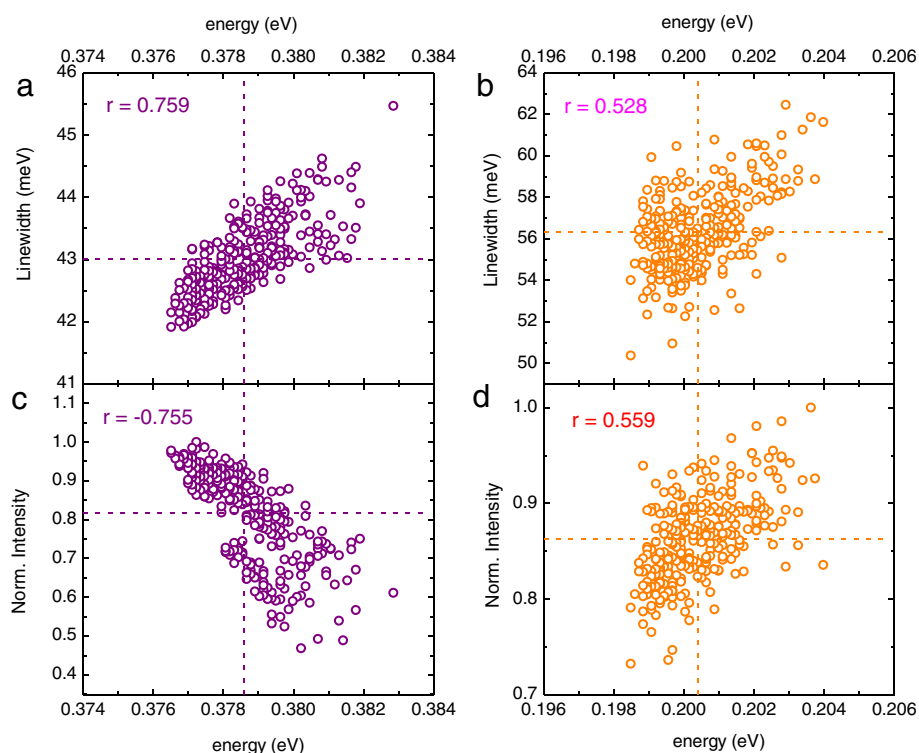 energy (eV)
energy (eV)
0.374 0.376 0.378 0.380 0.382 0.384
0.196 0.198 0.200 0.202 0.204 0.206
a
46
45
44
43
42
41
Linewidth (meV)
r = 0.759
b
64
62
60
58
56
54
52
50
Linewidth (meV)
r = 0.528
c
1.1
1.0
0.9
0.8
0.7
0.6
0.5
0.4
Norm. Intensity
r = -0.755
d
1.0
0.9
0.8
0.7
Norm. Intensity
r = 0.559
0.374 0.376 0.378 0.380 0.382 0.384
0.196 0.198 0.200 0.202 0.204 0.206
energy (eV)
energy (eV)